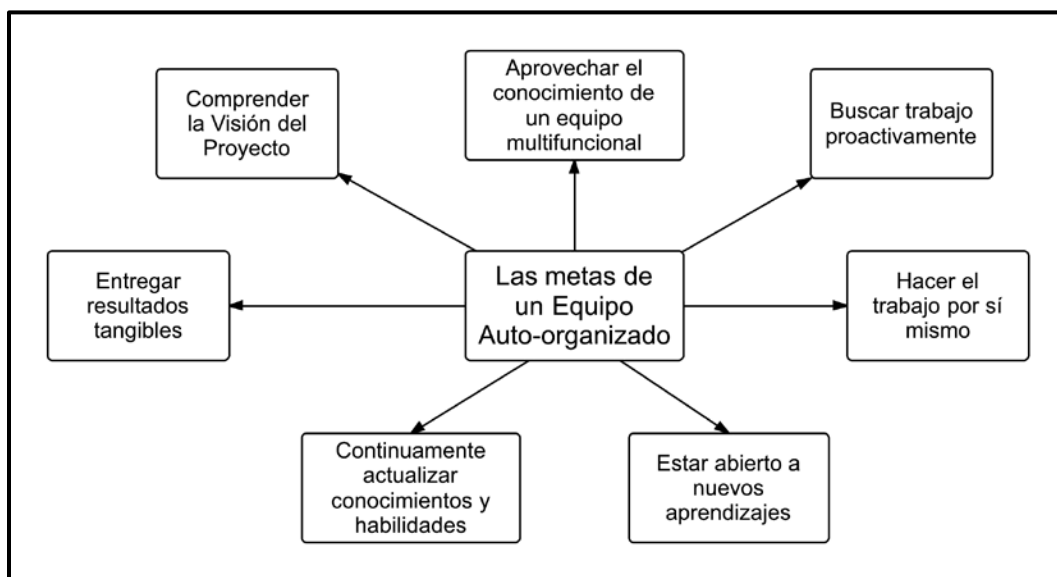 Comprender
la Visión del
Proyecto
Aprovechar el
conocimiento de
un equipo
multifuncional
Buscar trabajo
proactivamente
Entregar
resultados
tangibles
Las metas de
un Equipo
Auto-organizado
Hacer el
trabajo por sí
mismo
Continuamente
actualizar
conocimientos y
habilidades
Estar abierto a
nuevos
aprendizajes